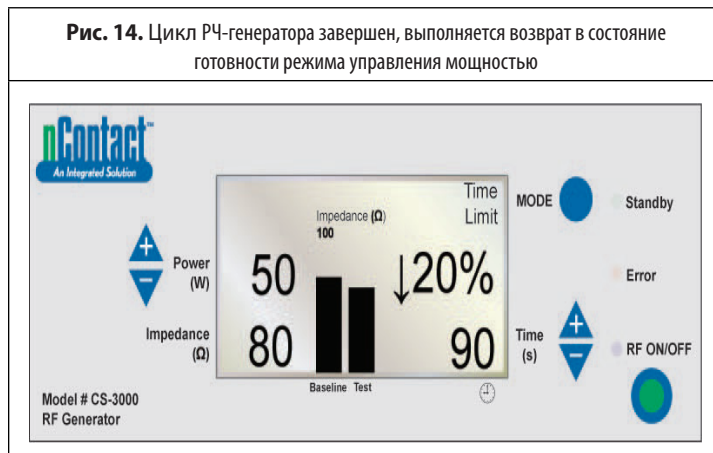 Рис. 14. Цикл РЧ-генератора завершен, выполняется возврат в состояние
готовности режима управления мощностью
nContact™
An Integrated Solution
Power
(W)
Impedance
(Ω)
50
80
Impedance (Ω)
100
Baseline Test
Time
Limit
↓20%
90
MODE
Time
(s)
Standby
Error
RF ON/OFF
Model # CS-3000
RF Generator